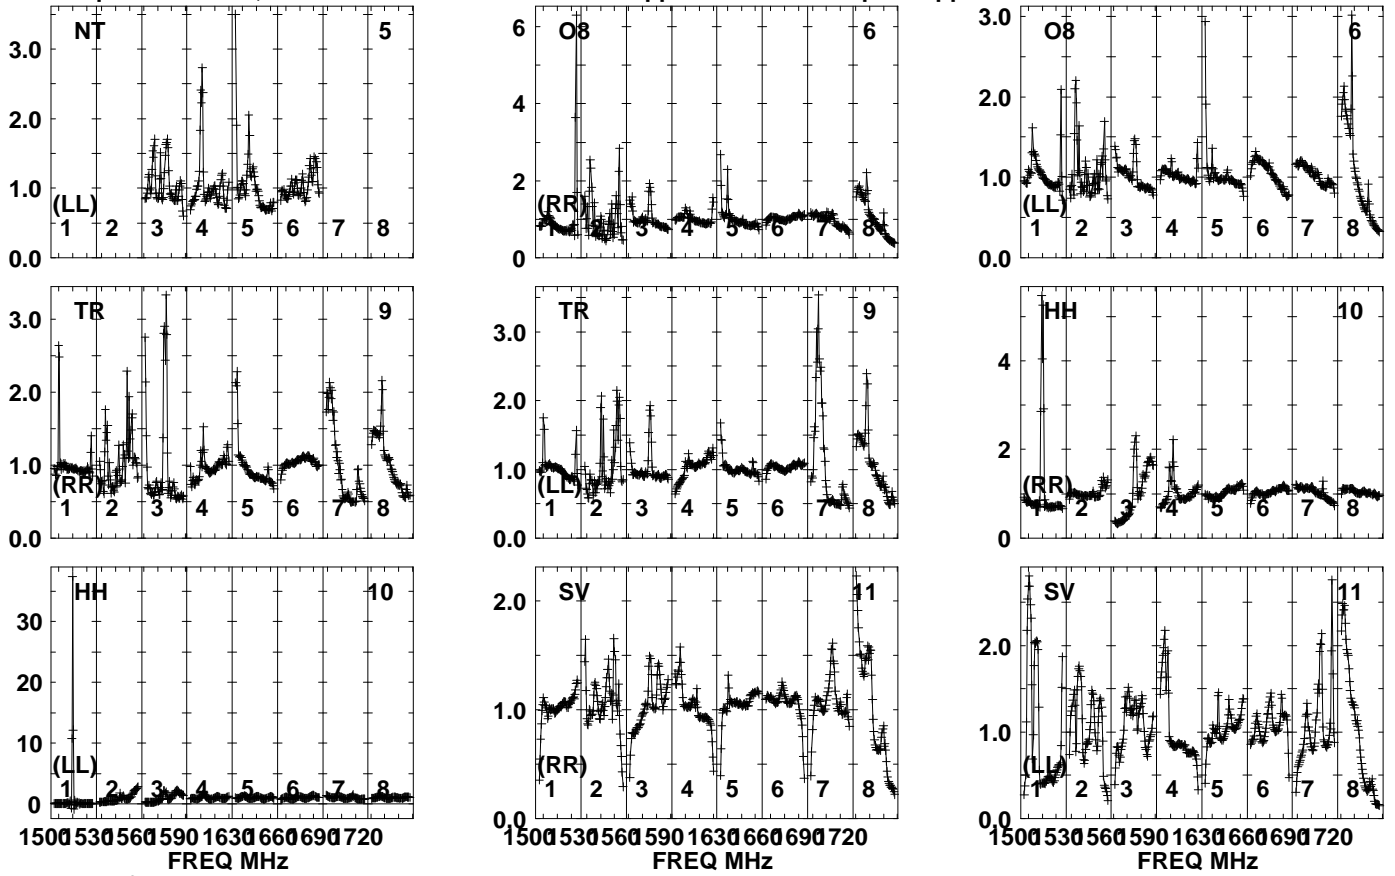 NT 5 O8 6 O8 6
3.0 6 3.0
2.0 4 2.0
1.0 2 1.0
(LL) (RR) (LL)
1 2 3 4 5 6 7 8 1 2 3 4 5 6 7 8 1 2 3 4 5 6 7 8
0.0 0 0.0
TR 9 TR 9 HH 10
3.0 3.0
2.0 2.0 4
1.0 1.0 2
(RR) (LL) (RR)
1 2 3 4 5 6 7 8 1 2 3 4 5 6 7 8 1 2 3 4 5 6 7 8
0.0 0.0 0
HH 10 SV 11 SV 11
30 2.0 2.0
20
10 1.0 1.0
(LL) (RR) (LL)
1 2 3 4 5 6 7 8 1 2 3 4 5 6 7 8 1 2 3 4 5 6 7 8
0 0.0 0.0
1500 1530 1560 1590 1630 1660 1690 1720 1500 1530 1560 1590 1630 1660 1690 1720 1500 1530 1560 1590 1630 1660 1690 1720
FREQ MHz FREQ MHz FREQ MHz